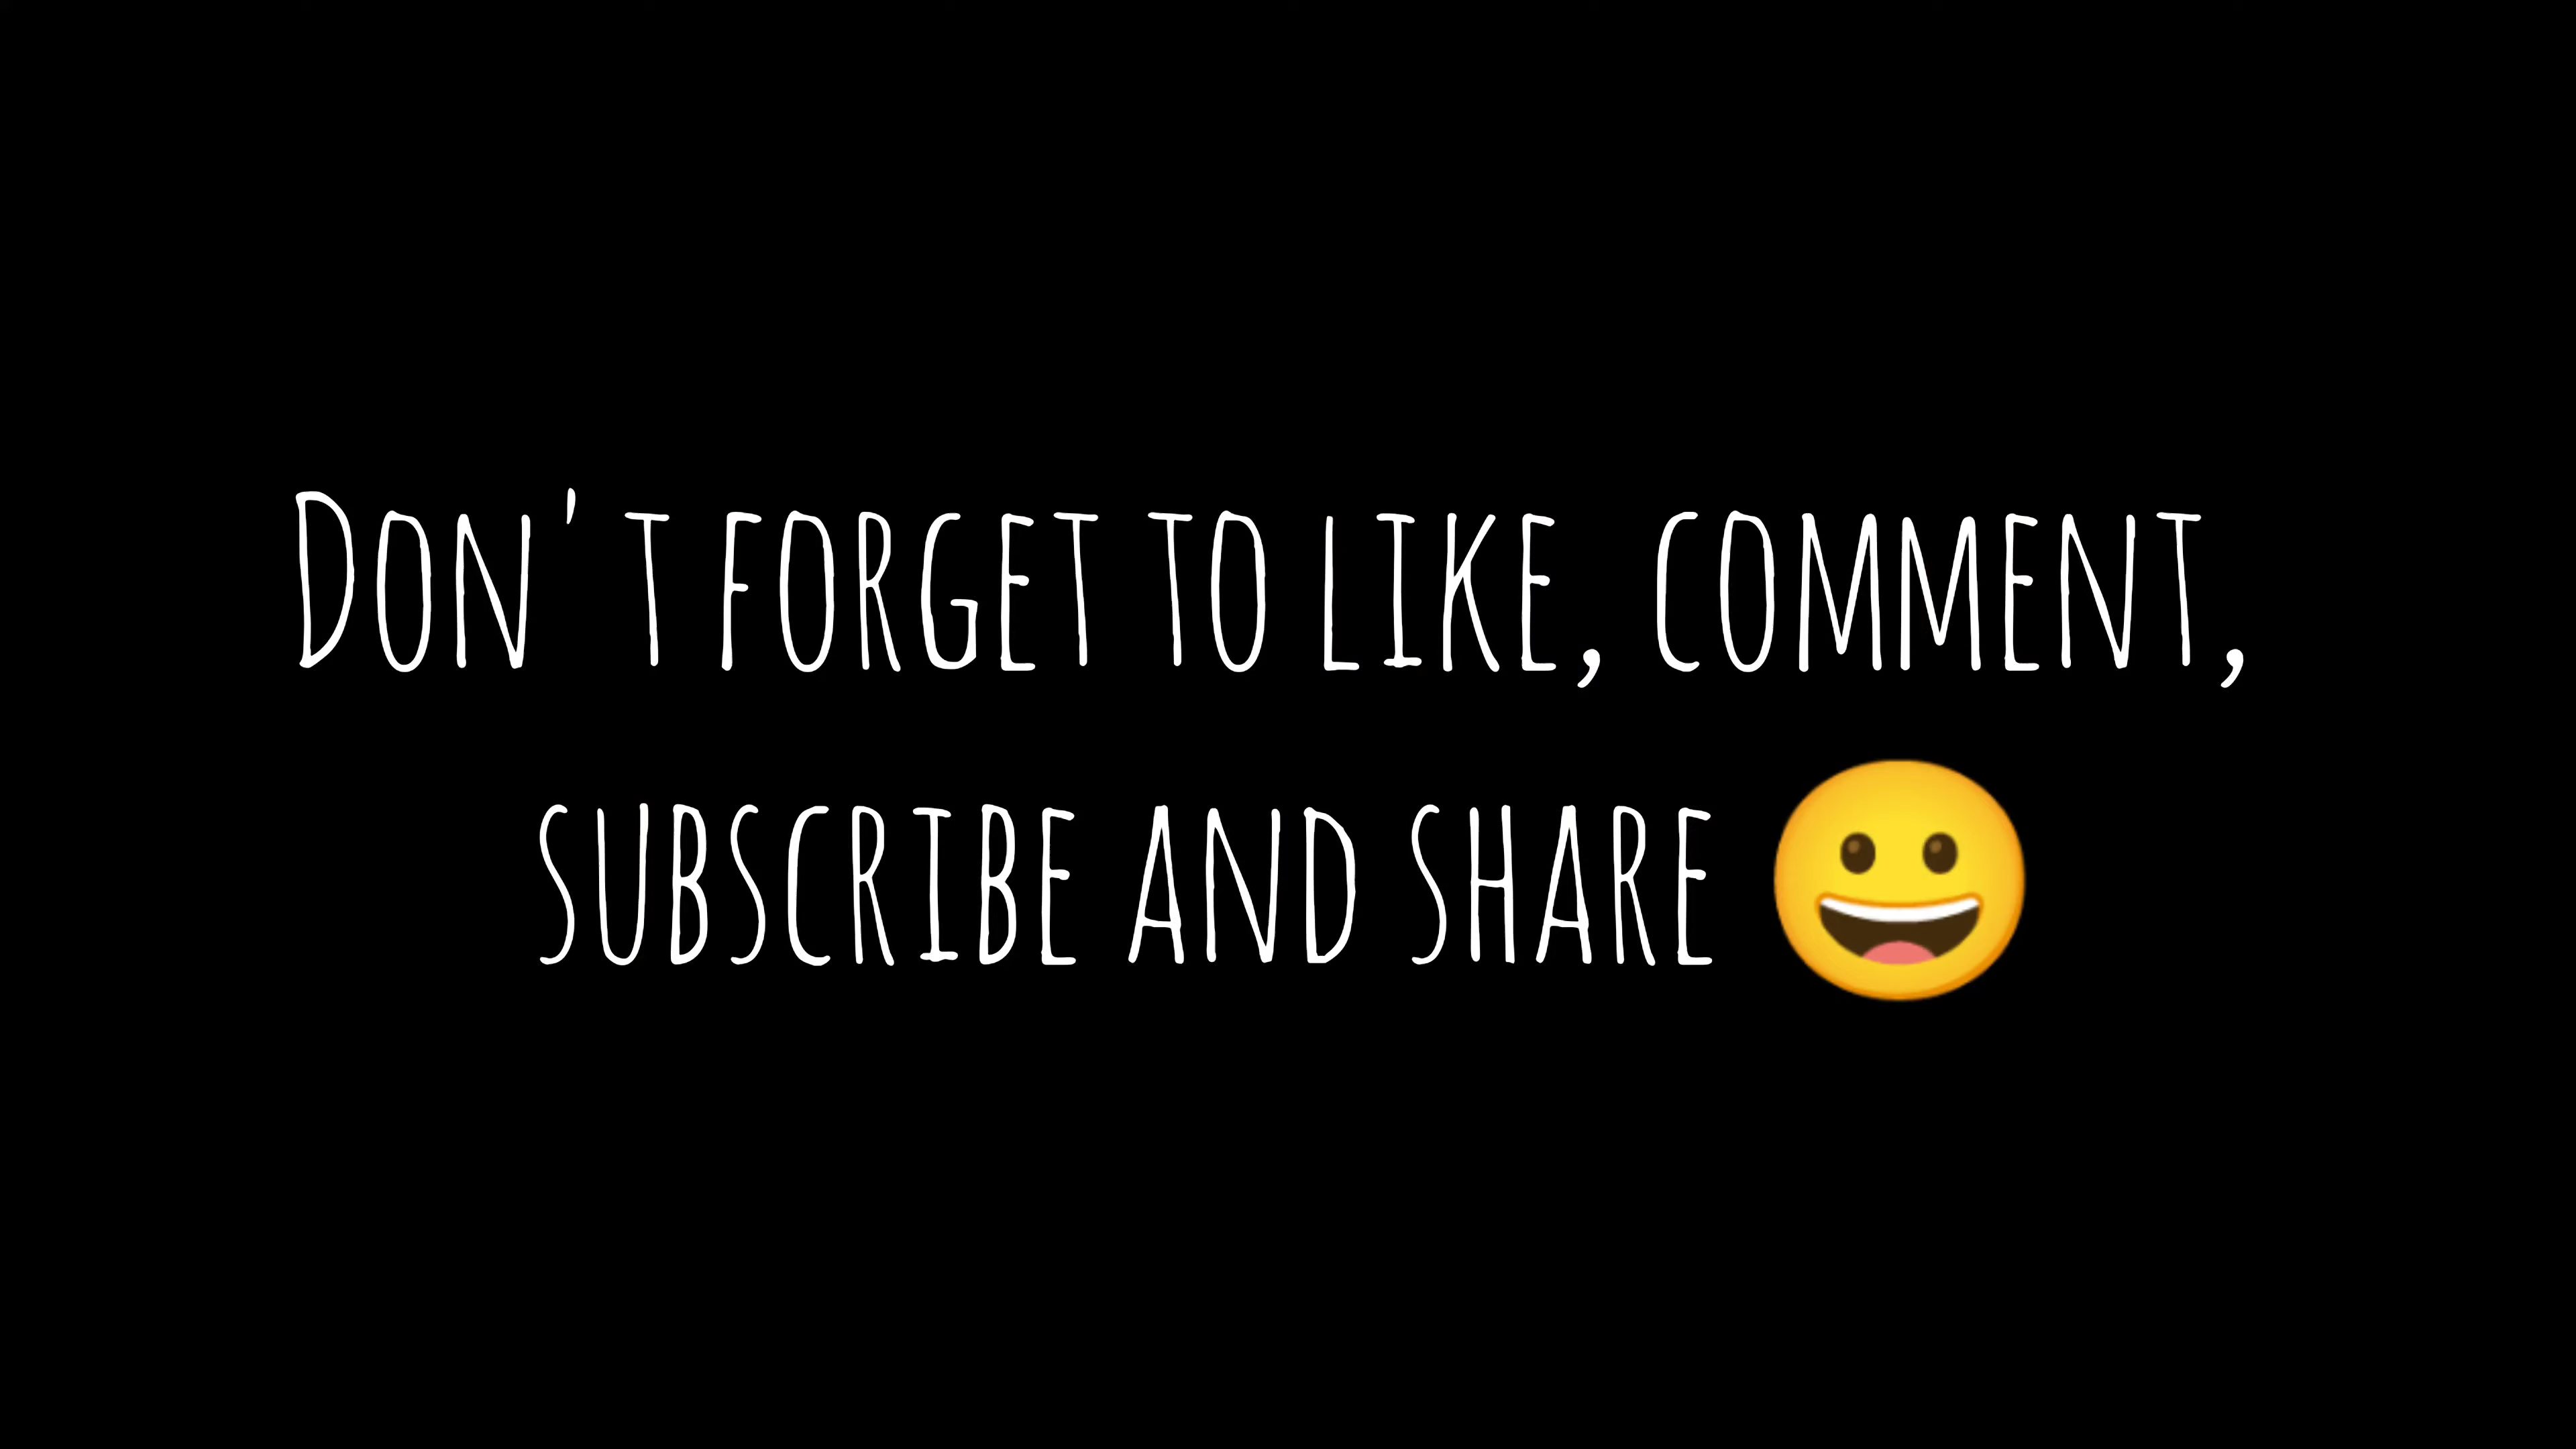 Don't forget to like, comment,
subscribe and share 😀